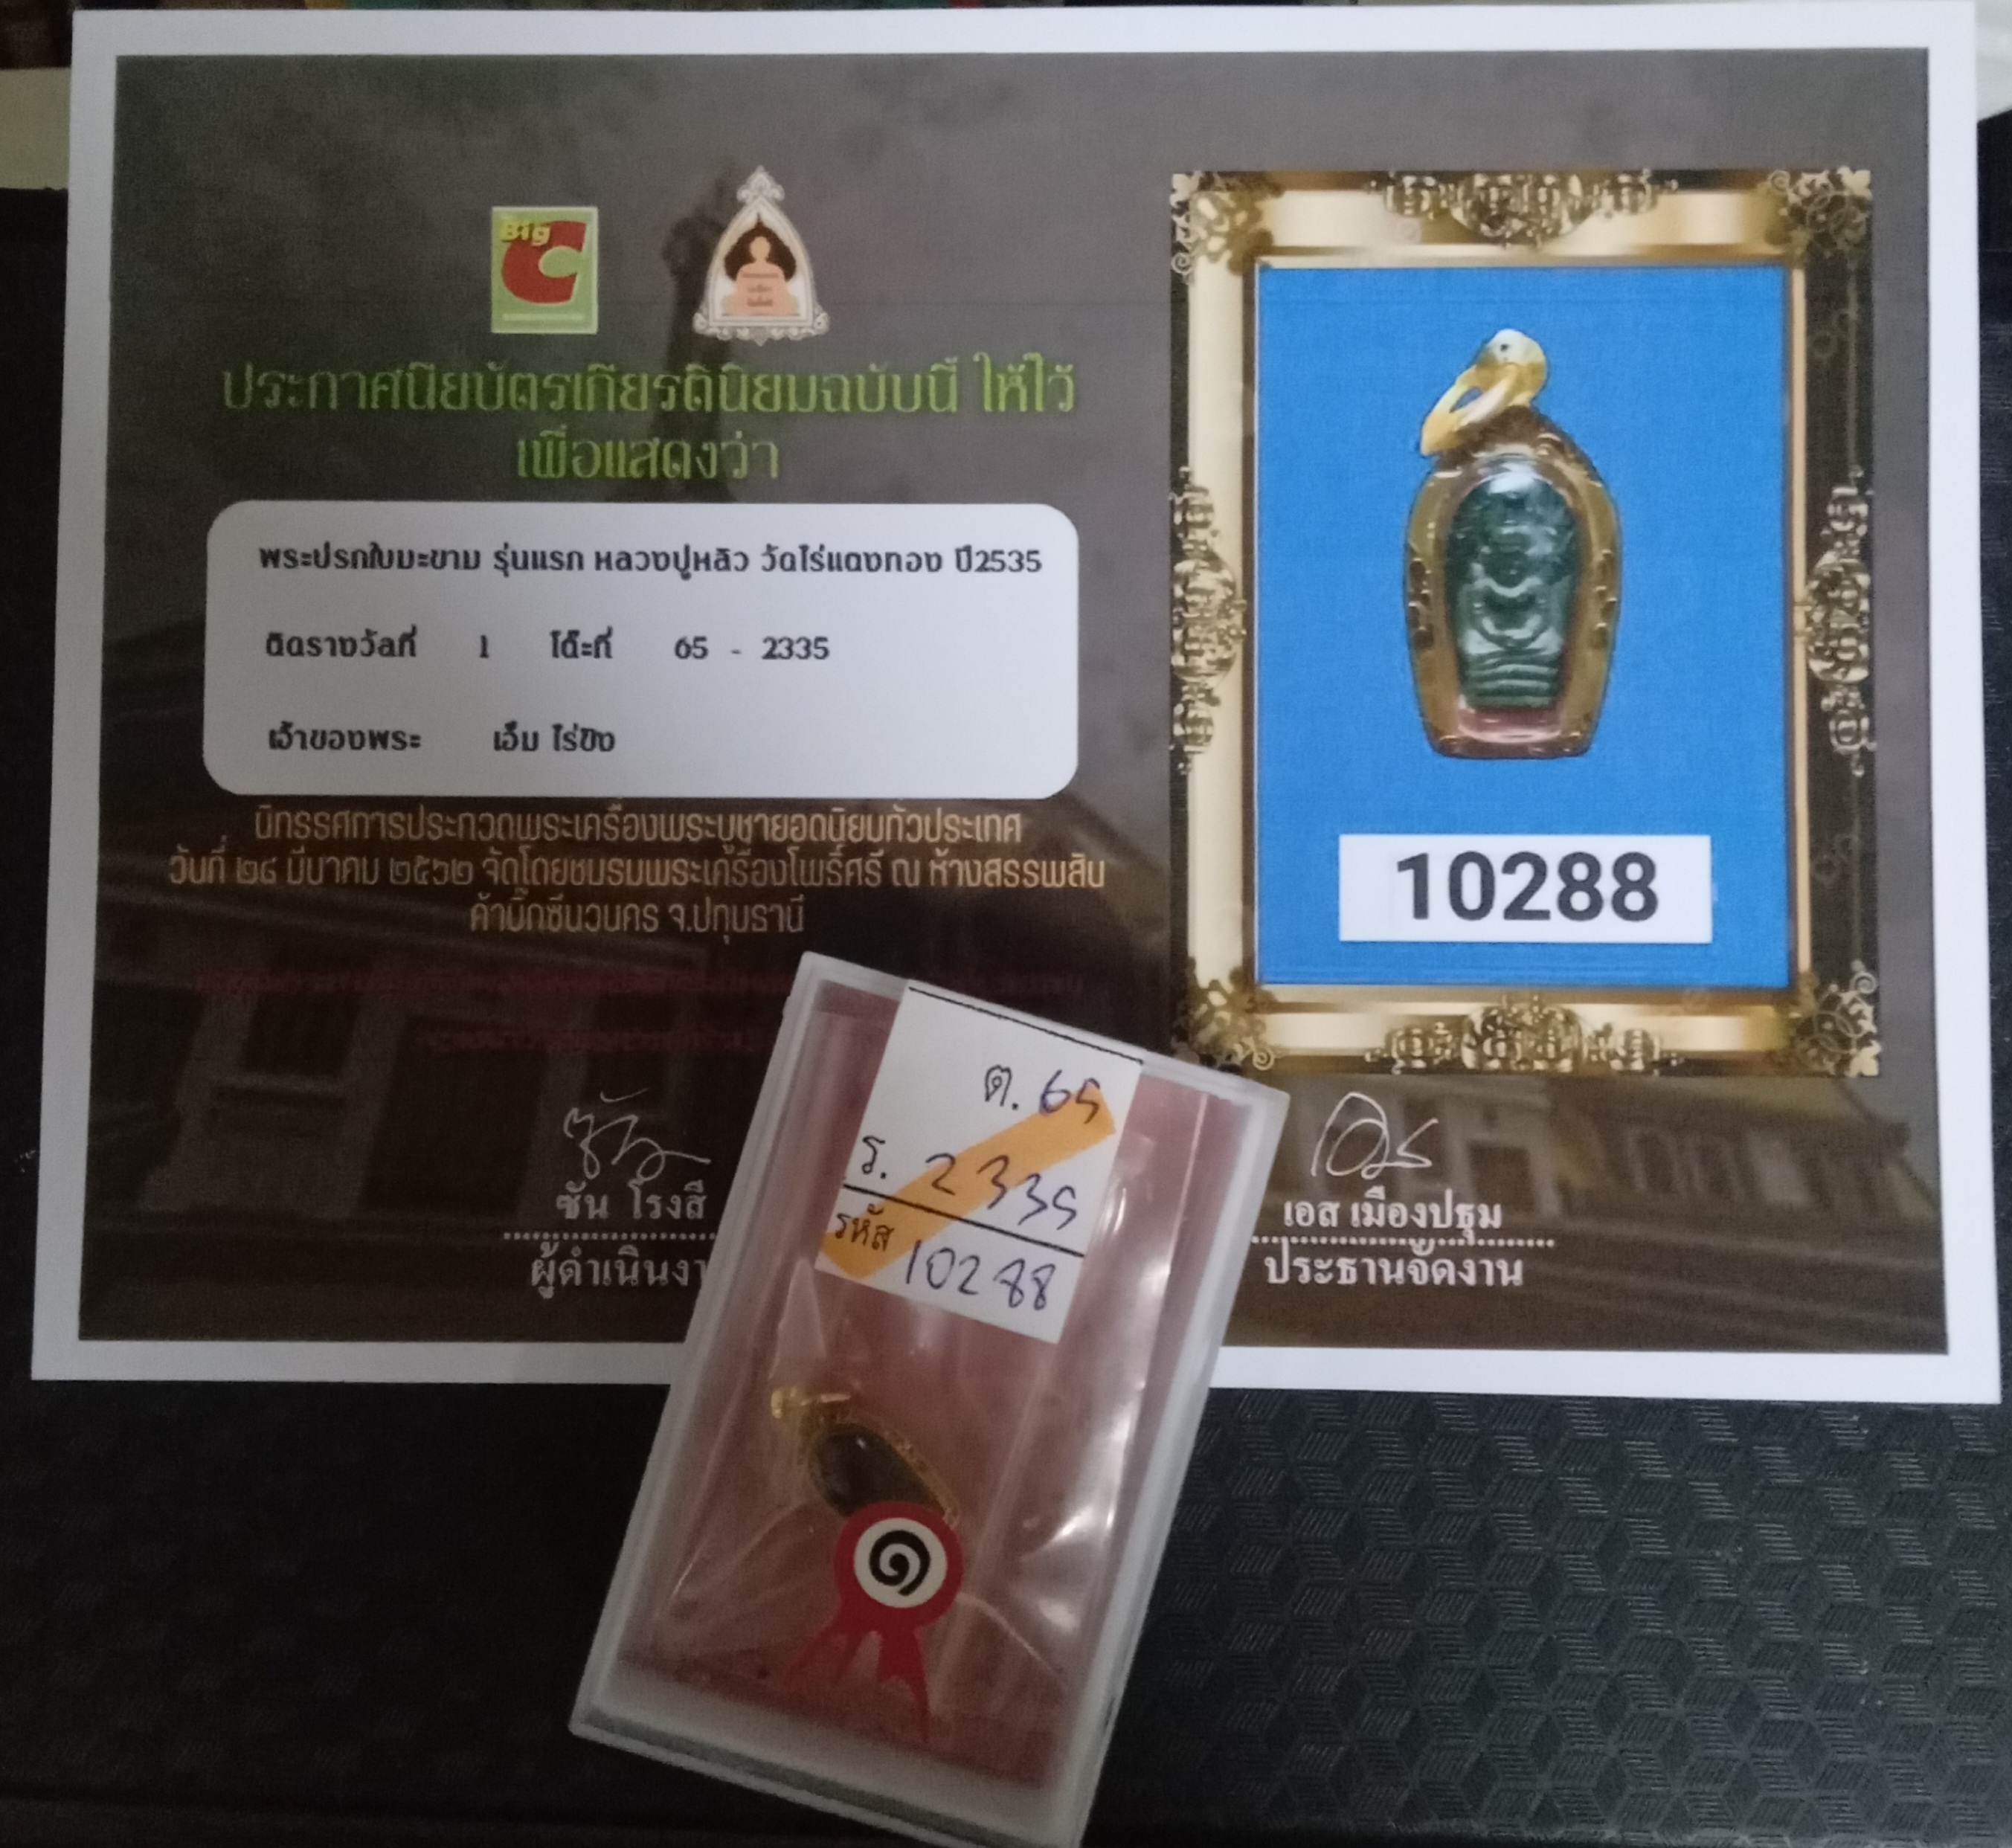 Big
C
ประกาศนียบัตรเกียรตินิยมฉบับนี้ ให้ไว้
เพื่อแสดงว่า
พระปรกใบมะขาม รุ่นแรก หลวงปู่หลิว วัดไร่แตงทอง ปี2535
ติดรางวัลที่ 1 โต๊ะที่ 65 - 2335
เจ้าของพระ เอ็ม ไร่ขิง
นิทรรศการประกวดพระเครื่องพระบูชายอดนิยมทั่วประเทศ
วันที่ ๒๔ มีนาคม ๒๕๖๒ จัดโดยชมรมพระเครื่องโพธิ์ศรี ณ ห้างสรรพสิน
ค้าบิ๊กซีนวนคร จ.ปทุมธานี
10288
ซัน โรงสี
ผู้ดำเนินงา
เอส เมืองปฐม
ประธานจัดงาน
ต. 65
ร. 2335
รหัส 10288
๑